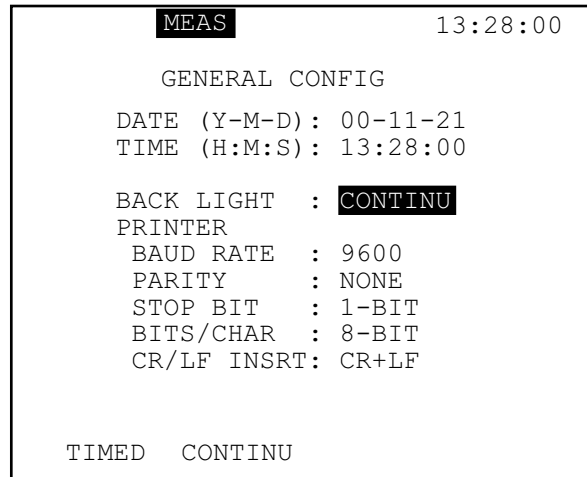 MEAS 13:28:00
GENERAL CONFIG
DATE (Y-M-D): 00-11-21
TIME (H:M:S): 13:28:00
BACK LIGHT : CONTINU
PRINTER
BAUD RATE : 9600
PARITY : NONE
STOP BIT : 1-BIT
BITS/CHAR : 8-BIT
CR/LF INSRT: CR+LF
TIMED CONTINU